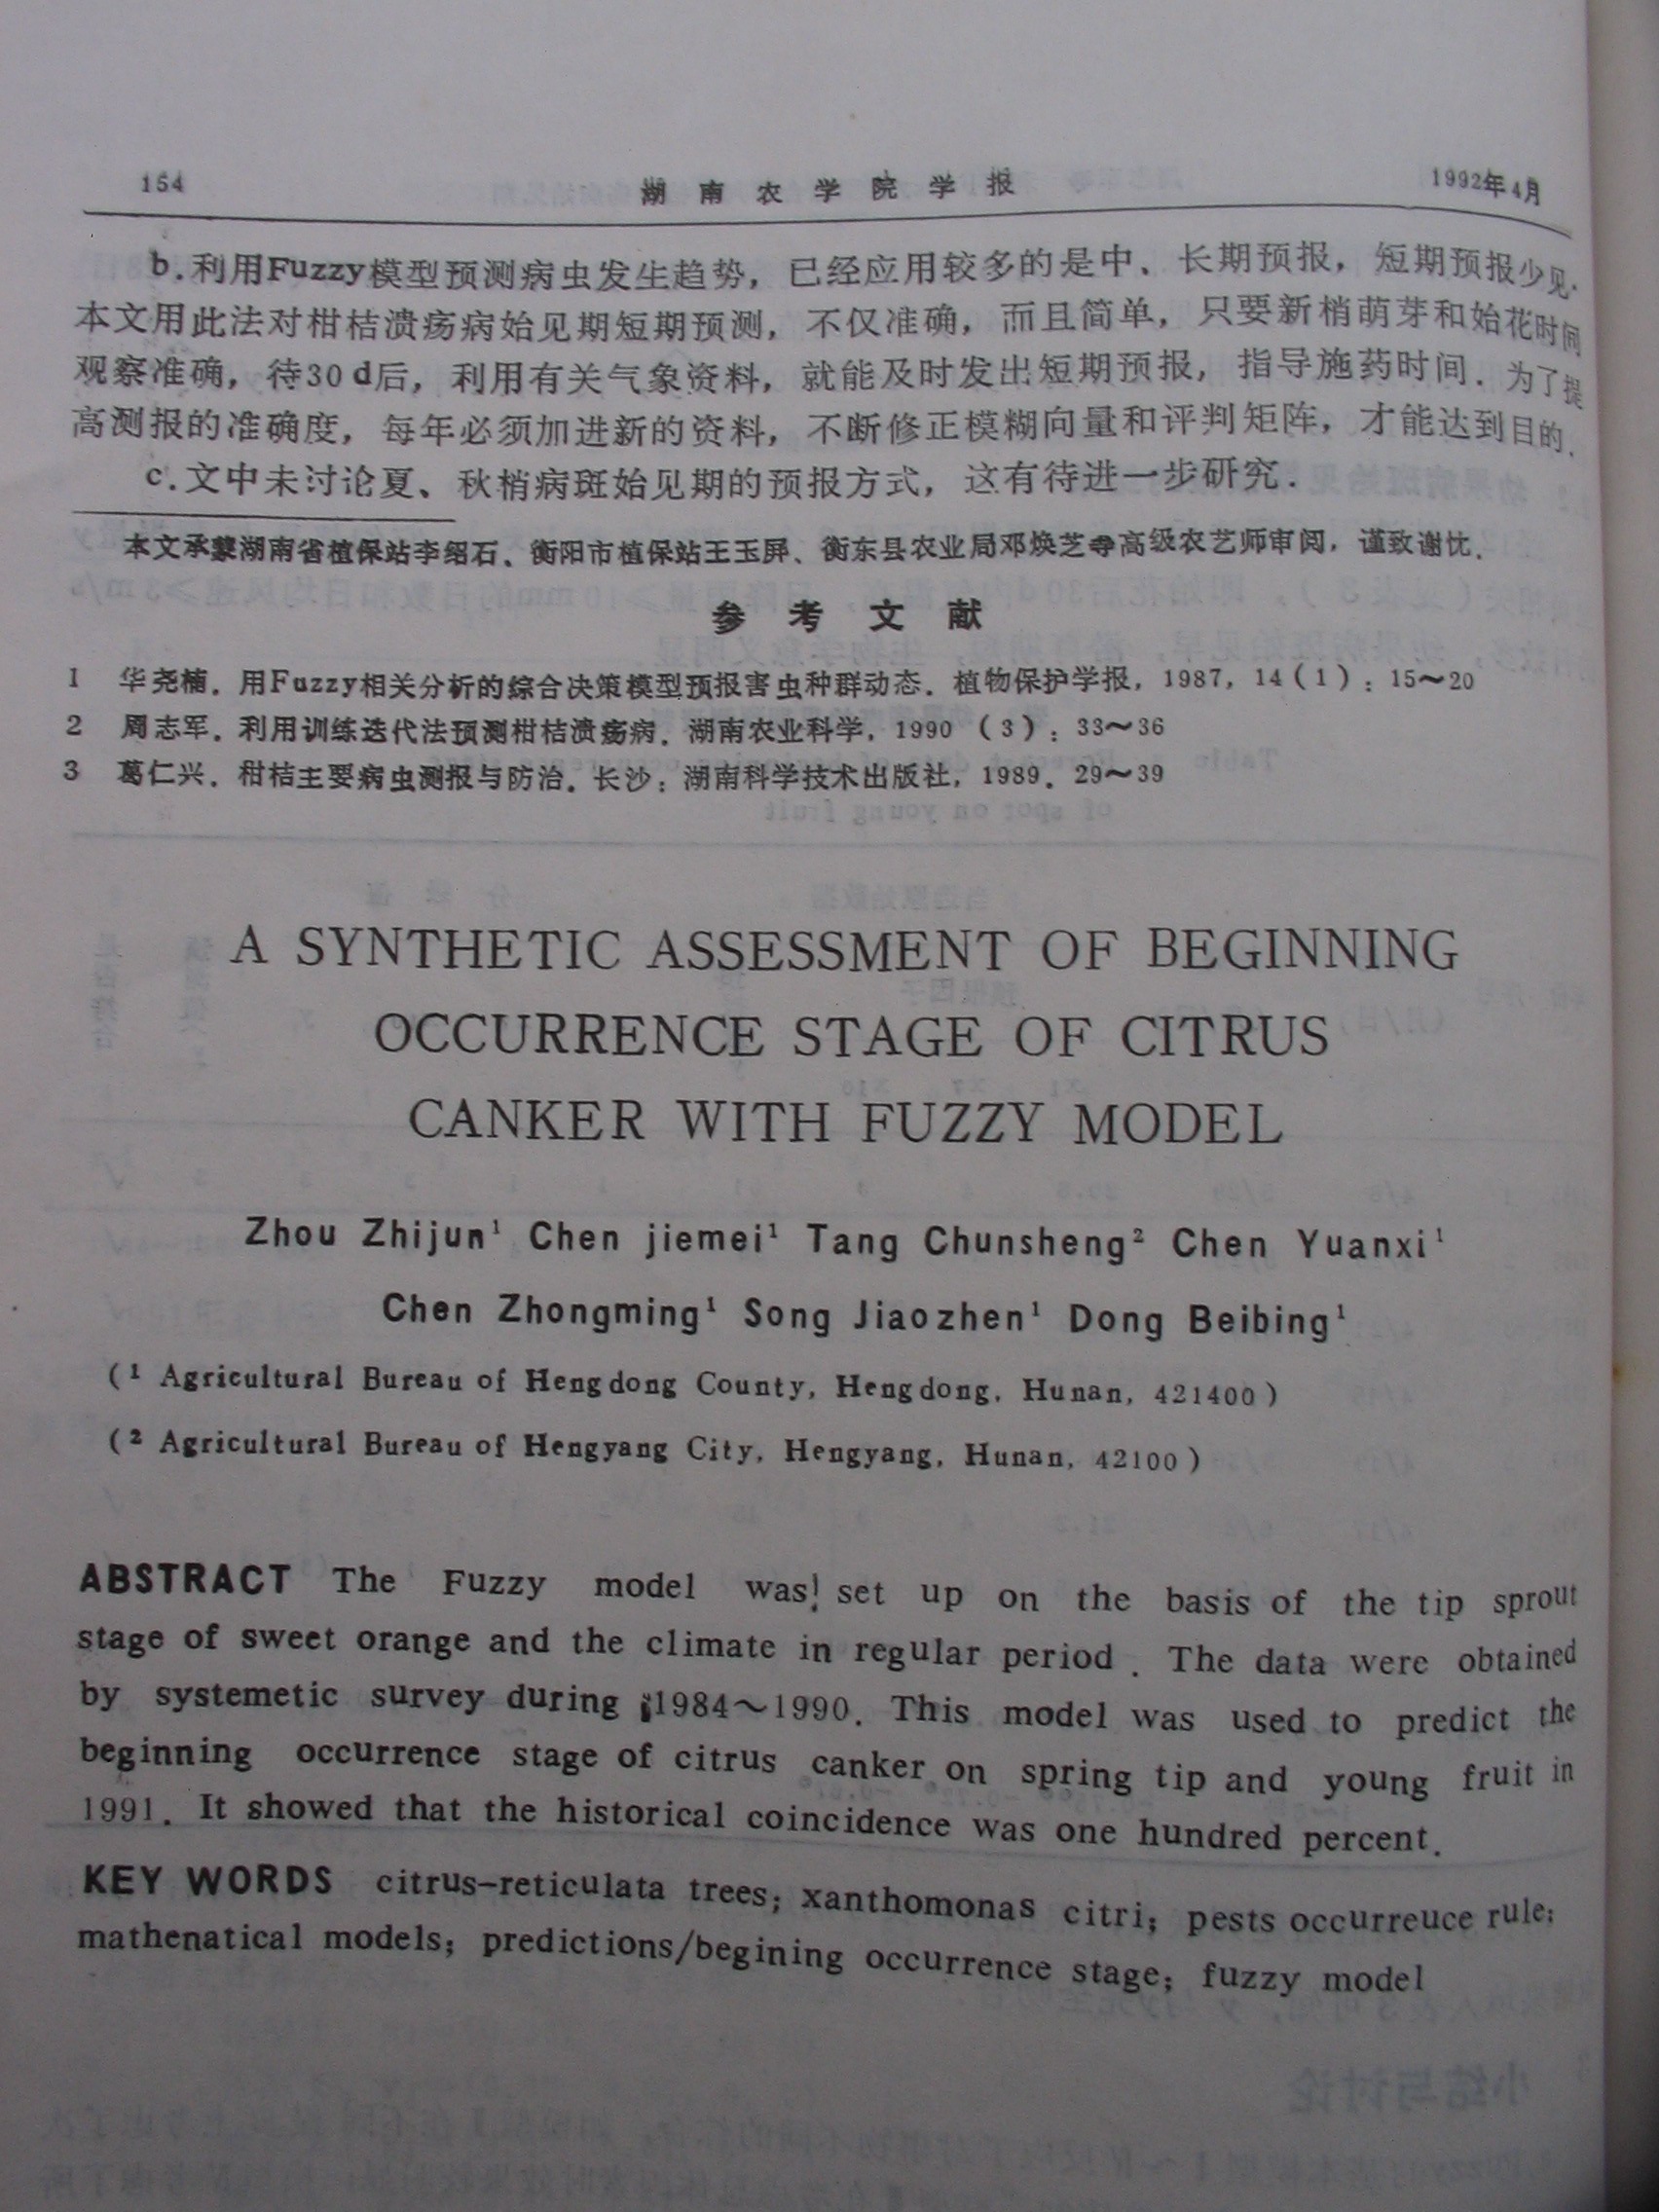 154
湖南农学院学报
1992年4月
b.利用Fuzzy模型预测病虫发生趋势，已经应用较多的是中、长期预报，短期预报少见.
本文用此法对柑桔溃疡病始见期短期预测，不仅准确，而且简单，只要新梢萌芽和始花时间
观察准确，待30d后，利用有关气象资料，就能及时发出短期预报，指导施药时间.为了提
高测报的准确度，每年必须加进新的资料，不断修正模糊向量和评判矩阵，才能达到目的.
c.文中未讨论夏、秋梢病斑始见期的预报方式，这有待进一步研究.
本文承蒙湖南省植保站李绍石、衡阳市植保站王玉屏、衡东县农业局邓焕芝等高级农艺师审阅，谨致谢忱.
参考文献
1 华尧楠.用Fuzzy相关分析的综合决策模型预报害虫种群动态.植物保护学报，1987，14(1)：15～20
2 周志军.利用训练迭代法预测柑桔溃疡病.湖南农业科学，1990（3）：33～36
3 葛仁兴.柑桔主要病虫测报与防治.长沙：湖南科学技术出版社，1989.29～39
A SYNTHETIC ASSESSMENT OF BEGINNING
OCCURRENCE STAGE OF CITRUS
CANKER WITH FUZZY MODEL
Zhou Zhijun¹ Chen jiemei¹ Tang Chunsheng² Chen Yuanxi¹
Chen Zhongming¹ Song Jiaozhen¹ Dong Beibing¹
(¹ Agricultural Bureau of Hengdong County, Hengdong, Hunan, 421400)
(² Agricultural Bureau of Hengyang City, Hengyang, Hunan, 42100)
ABSTRACT The Fuzzy model was set up on the basis of the tip sprout
stage of sweet orange and the climate in regular period. The data were obtained
by systemetic survey during 1984～1990. This model was used to predict the
beginning occurrence stage of citrus canker on spring tip and young fruit in
1991. It showed that the historical coincidence was one hundred percent.
KEY WORDS citrus-reticulata trees; xanthomonas citri; pests occurreuce rule;
mathenatical models; predictions/begining occurrence stage; fuzzy model